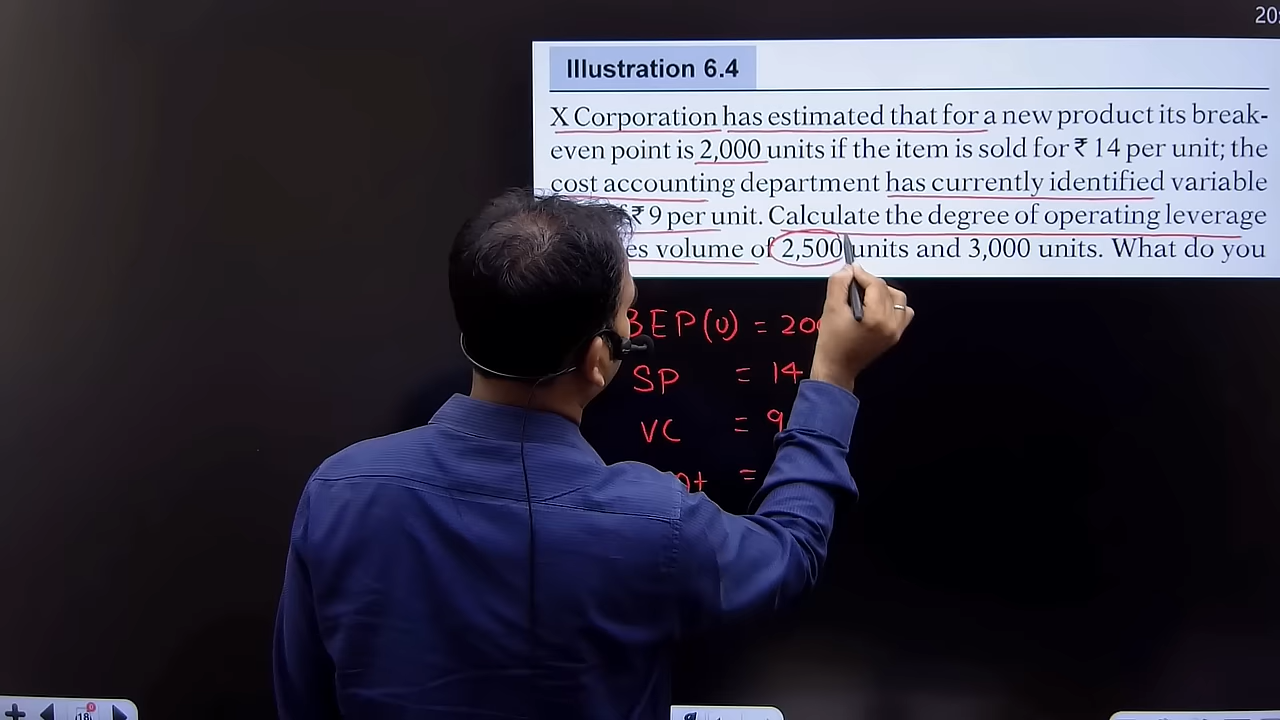 20:
Illustration 6.4
X Corporation has estimated that for a new product its break-
even point is 2,000 units if the item is sold for ₹ 14 per unit; the
cost accounting department has currently identified variable
₹ 9 per unit. Calculate the degree of operating leverage
es volume of 2,500 units and 3,000 units. What do you
BEP(U) = 200
SP = 14
VC = 9
=
18